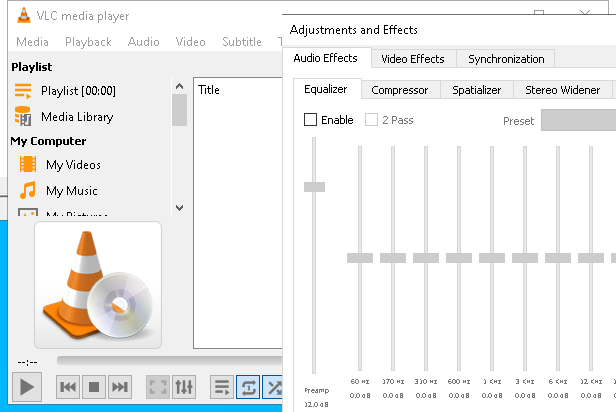 VLC media player
Media Playback Audio Video Subtitle
Playlist
Playlist [00:00]
Media Library
My Computer
My Videos
My Music
My Pictures
Title
--:--
Adjustments and Effects
Audio Effects Video Effects Synchronization
Equalizer Compressor Spatializer Stereo Widener
Enable 2 Pass Preset
60 Hz 170 Hz 310 Hz 600 Hz 1 KHz 3 KHz 6 KHz 12 KHz
Preamp 0.0 dB 0.0 dB 0.0 dB 0.0 dB 0.0 dB 0.0 dB 0.0 dB 0.0 dB
12.0 dB